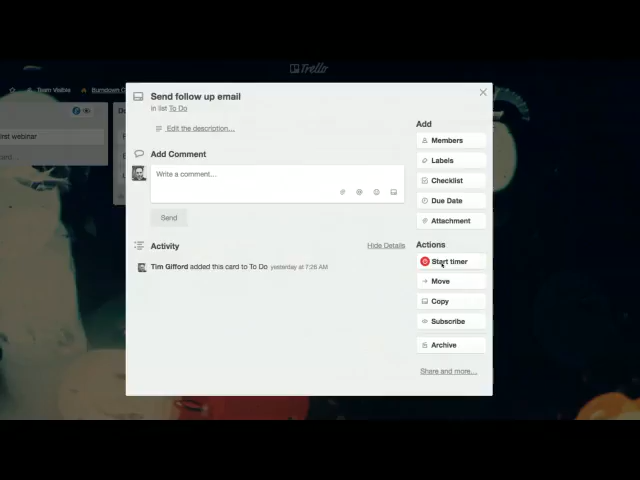 Trello
Team Visible
Burndown
Send follow up email
in list To Do
Edit the description...
Add Comment
Write a comment...
Send
Activity
Hide Details
Tim Gifford added this card to To Do yesterday at 7:26 AM
Add
Members
Labels
Checklist
Due Date
Attachment
Actions
Start timer
Move
Copy
Subscribe
Archive
Share and more...
webinar